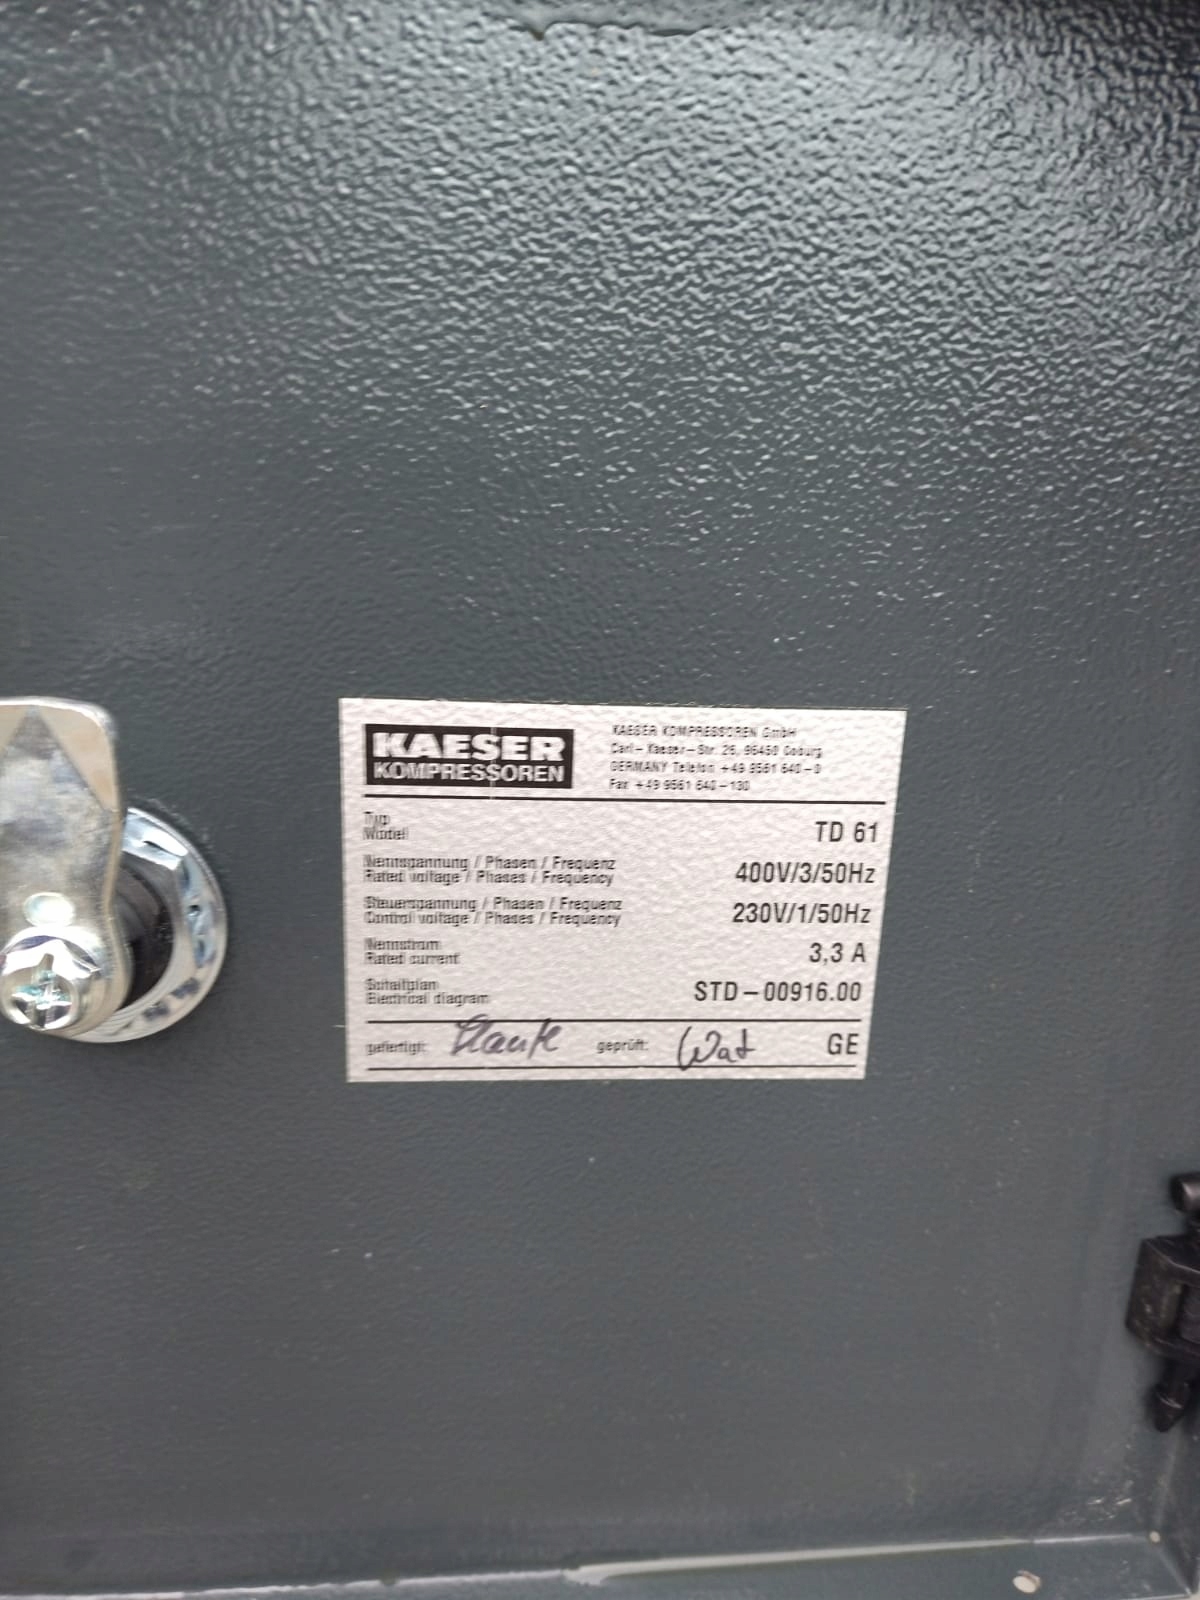 KAESER
KOMPRESSOREN
KAESER KOMPRESSOREN GmbH
Carl-Kaeser-Str. 26, 96450 Coburg
GERMANY Telefon +49 9561 640-0
Fax +49 9561 640-130
Typ
Modell
TD 61
Nennspannung / Phasen / Frequenz
Rated voltage / Phases / Frequency
400V/3/50Hz
Steuerspannung / Phasen / Frequenz
Control voltage / Phases / Frequency
230V/1/50Hz
Nennstrom
Rated current
3,3 A
Schaltplan
Electrical diagram
STD-00916.00
gefertigt:
geprüft:
GE